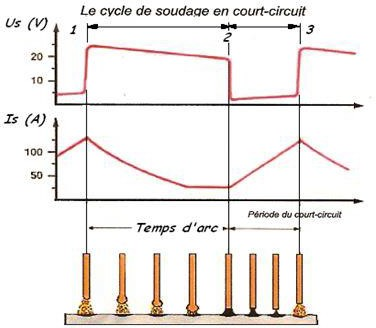 Le cycle de soudage en court-circuit
Us (V)
1
2
3
20
10
Is (A)
100
50
Temps d'arc
Période du court-circuit